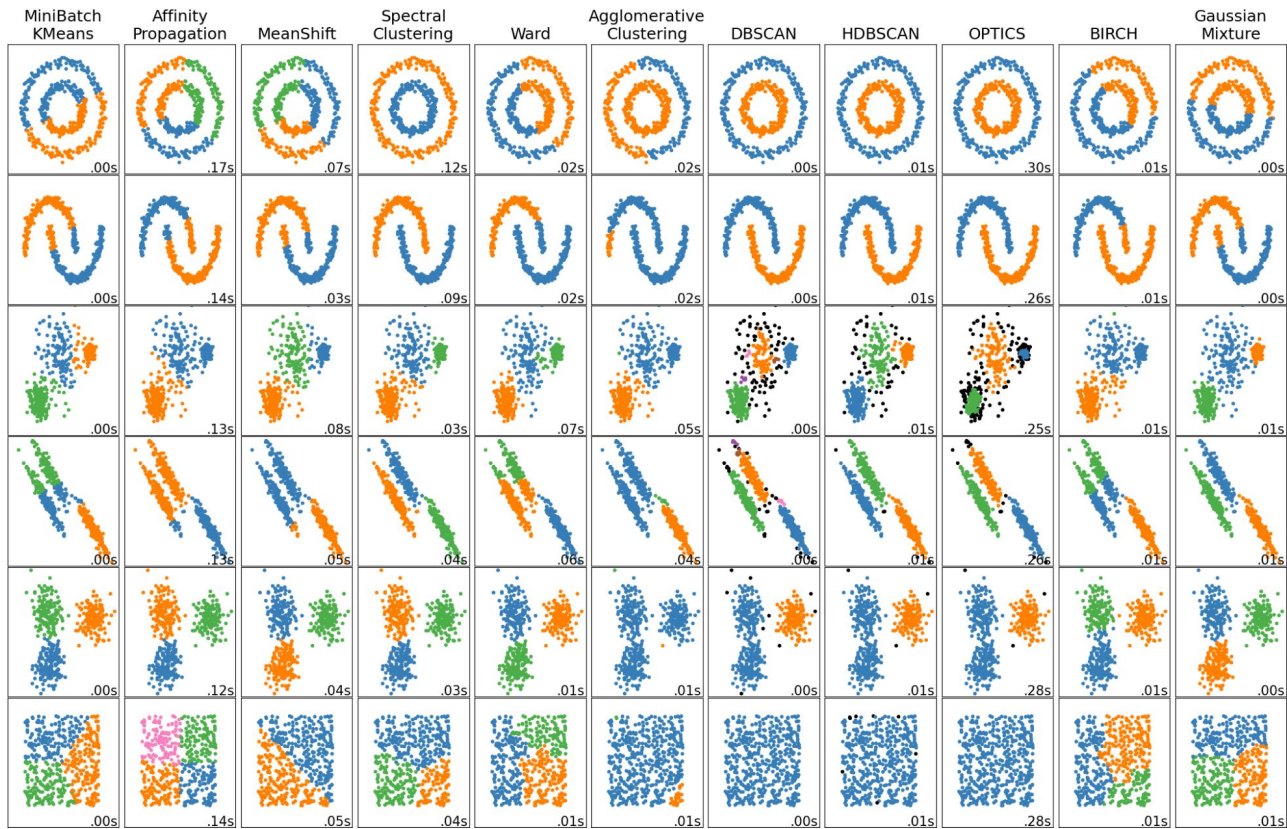 MiniBatch
KMeans
Affinity
Propagation
MeanShift
Spectral
Clustering
Ward
Agglomerative
Clustering
DBSCAN
HDBSCAN
OPTICS
BIRCH
Gaussian
Mixture
.00s
.17s
.07s
.12s
.02s
.02s
.00s
.01s
.30s
.01s
.00s
.00s
.14s
.03s
.09s
.02s
.02s
.00s
.01s
.26s
.01s
.00s
.00s
.13s
.08s
.03s
.07s
.05s
.00s
.01s
.25s
.01s
.01s
.00s
.13s
.05s
.04s
.06s
.04s
.00s
.01s
.26s
.01s
.01s
.00s
.12s
.04s
.03s
.01s
.01s
.00s
.01s
.28s
.01s
.00s
.00s
.14s
.05s
.04s
.01s
.01s
.00s
.01s
.28s
.01s
.01s